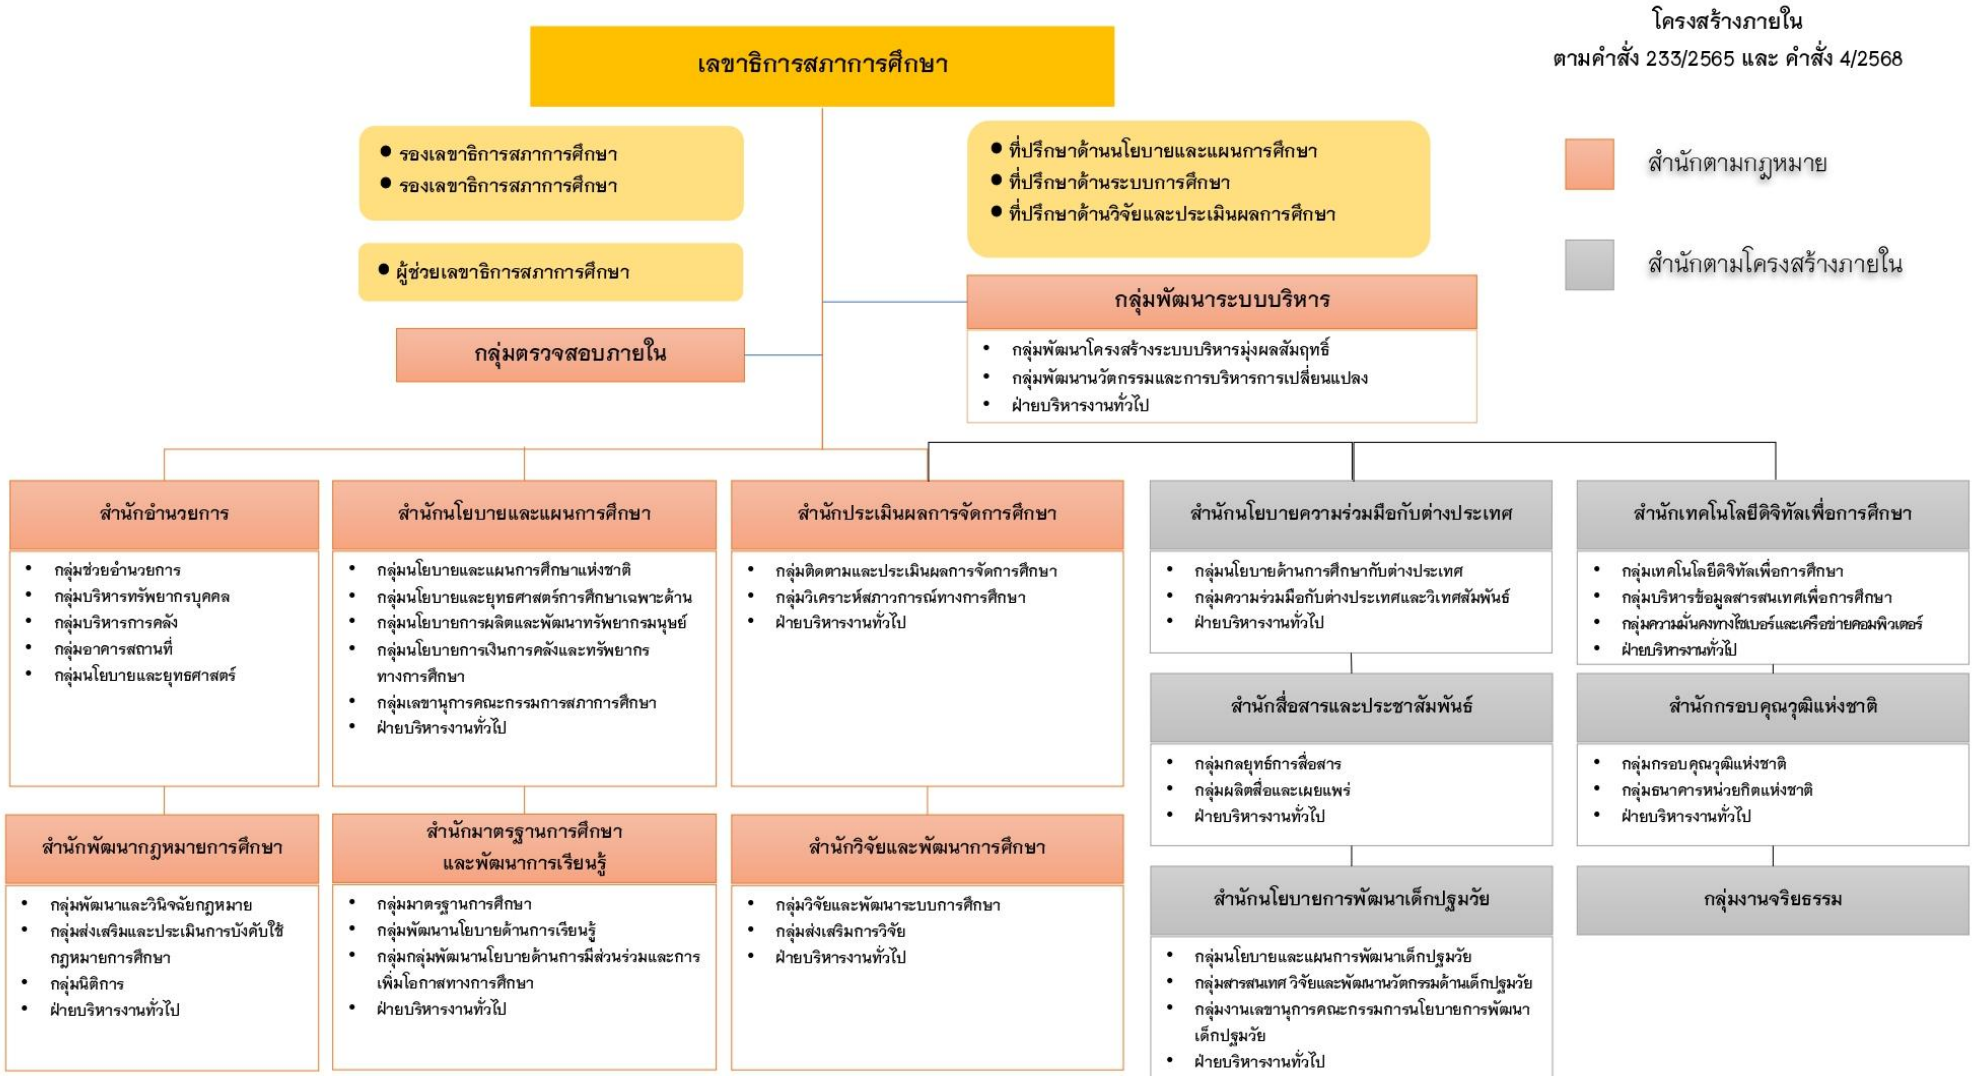 โครงสร้างภายใน
ตามคำสั่ง 233/2565 และ คำสั่ง 4/2568
เลขาธิการสภาการศึกษา
● รองเลขาธิการสภาการศึกษา
● รองเลขาธิการสภาการศึกษา
● ที่ปรึกษาด้านนโยบายและแผนการศึกษา
● ที่ปรึกษาด้านระบบการศึกษา
● ที่ปรึกษาด้านวิจัยและประเมินผลการศึกษา
สำนักตามกฎหมาย
สำนักตามโครงสร้างภายใน
● ผู้ช่วยเลขาธิการสภาการศึกษา
กลุ่มพัฒนาระบบบริหาร
• กลุ่มพัฒนาโครงสร้างระบบบริหารมุ่งผลสัมฤทธิ์
• กลุ่มพัฒนานวัตกรรมและการบริหารการเปลี่ยนแปลง
• ฝ่ายบริหารงานทั่วไป
กลุ่มตรวจสอบภายใน
สำนักอำนวยการ
• กลุ่มช่วยอำนวยการ
• กลุ่มบริหารทรัพยากรบุคคล
• กลุ่มบริหารการคลัง
• กลุ่มอาคารสถานที่
• กลุ่มนโยบายและยุทธศาสตร์
สำนักนโยบายและแผนการศึกษา
• กลุ่มนโยบายและแผนการศึกษาแห่งชาติ
• กลุ่มนโยบายและยุทธศาสตร์การศึกษาเฉพาะด้าน
• กลุ่มนโยบายการผลิตและพัฒนาทรัพยากรมนุษย์
• กลุ่มนโยบายการเงินการคลังและทรัพยากร
ทางการศึกษา
• กลุ่มเลขานุการคณะกรรมการสภาการศึกษา
• ฝ่ายบริหารงานทั่วไป
สำนักประเมินผลการจัดการศึกษา
• กลุ่มติดตามและประเมินผลการจัดการศึกษา
• กลุ่มวิเคราะห์สภาวการณ์ทางการศึกษา
• ฝ่ายบริหารงานทั่วไป
สำนักนโยบายความร่วมมือกับต่างประเทศ
• กลุ่มนโยบายด้านการศึกษากับต่างประเทศ
• กลุ่มความร่วมมือกับต่างประเทศและวิเทศสัมพันธ์
• ฝ่ายบริหารงานทั่วไป
สำนักเทคโนโลยีดิจิทัลเพื่อการศึกษา
• กลุ่มเทคโนโลยีดิจิทัลเพื่อการศึกษา
• กลุ่มบริหารข้อมูลสารสนเทศเพื่อการศึกษา
• กลุ่มความมั่นคงทางไซเบอร์และเครือข่ายคอมพิวเตอร์
• ฝ่ายบริหารงานทั่วไป
สำนักสื่อสารและประชาสัมพันธ์
• กลุ่มกลยุทธ์การสื่อสาร
• กลุ่มผลิตสื่อและเผยแพร่
• ฝ่ายบริหารงานทั่วไป
สำนักกรอบคุณวุฒิแห่งชาติ
• กลุ่มกรอบคุณวุฒิแห่งชาติ
• กลุ่มธนาคารหน่วยกิตแห่งชาติ
• ฝ่ายบริหารงานทั่วไป
สำนักพัฒนากฎหมายการศึกษา
• กลุ่มพัฒนาและวินิจฉัยกฎหมาย
• กลุ่มส่งเสริมและประเมินการบังคับใช้
กฎหมายการศึกษา
• กลุ่มนิติการ
• ฝ่ายบริหารงานทั่วไป
สำนักมาตรฐานการศึกษา
และพัฒนาการเรียนรู้
• กลุ่มมาตรฐานการศึกษา
• กลุ่มพัฒนานโยบายด้านการเรียนรู้
• กลุ่มกลุ่มพัฒนานโยบายด้านการมีส่วนร่วมและการ
เพิ่มโอกาสทางการศึกษา
• ฝ่ายบริหารงานทั่วไป
สำนักวิจัยและพัฒนาการศึกษา
• กลุ่มวิจัยและพัฒนาระบบการศึกษา
• กลุ่มส่งเสริมการวิจัย
• ฝ่ายบริหารงานทั่วไป
สำนักนโยบายการพัฒนาเด็กปฐมวัย
• กลุ่มนโยบายและแผนการพัฒนาเด็กปฐมวัย
• กลุ่มสารสนเทศ วิจัยและพัฒนานวัตกรรมด้านเด็กปฐมวัย
• กลุ่มงานเลขานุการคณะกรรมการนโยบายการพัฒนา
เด็กปฐมวัย
• ฝ่ายบริหารงานทั่วไป
กลุ่มงานจริยธรรม